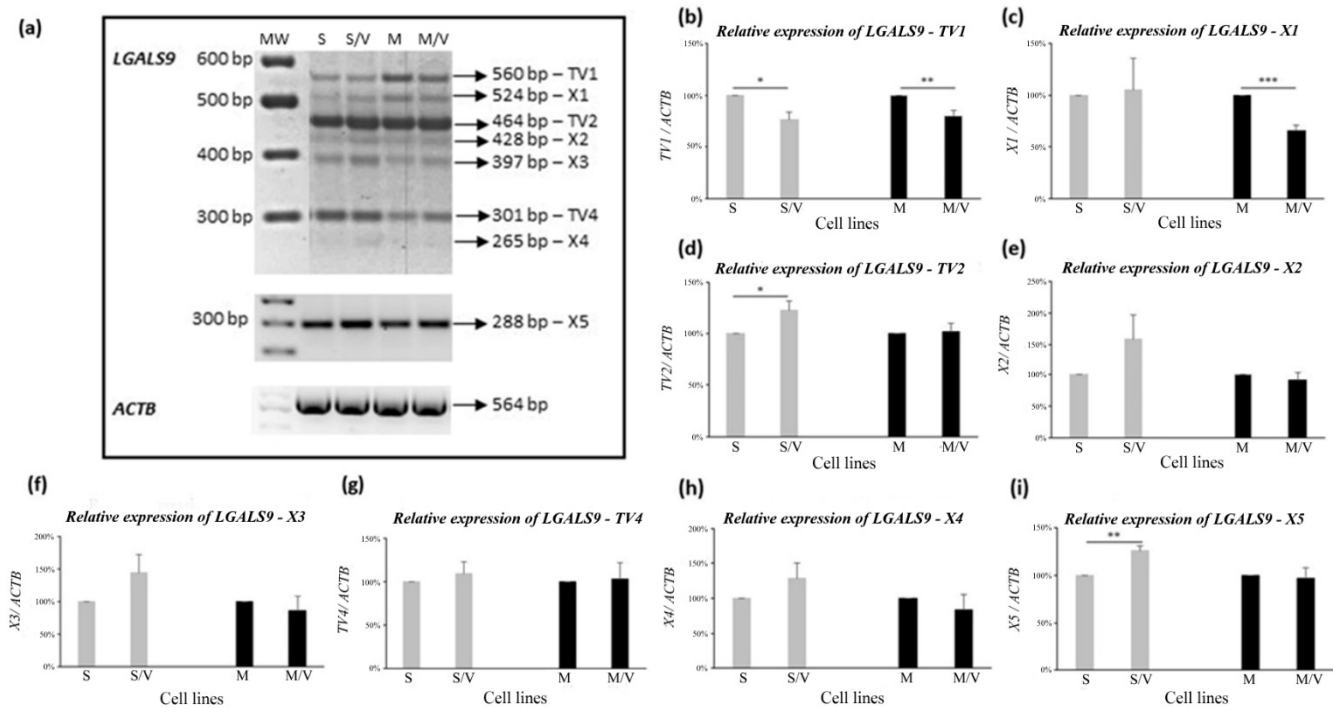 (a)
LGALS9
MW S S/V M M/V
600 bp
500 bp
400 bp
300 bp
560 bp – TV1
524 bp – X1
464 bp – TV2
428 bp – X2
397 bp – X3
301 bp – TV4
265 bp – X4
300 bp
288 bp – X5
ACTB
564 bp
(b)
Relative expression of LGALS9 - TV1
150%
100%
50%
0%
TV1 / ACTB
*
**
S S/V M M/V
Cell lines
(c)
Relative expression of LGALS9 - X1
150%
100%
50%
0%
X1 / ACTB
***
S S/V M M/V
Cell lines
(d)
Relative expression of LGALS9 - TV2
150%
100%
50%
0%
TV2/ ACTB
*
S S/V M M/V
Cell lines
(e)
Relative expression of LGALS9 - X2
200%
150%
100%
50%
0%
X2/ ACTB
S S/V M M/V
Cell lines
(f)
Relative expression of LGALS9 - X3
200%
150%
100%
50%
0%
X3/ ACTB
S S/V M M/V
Cell lines
(g)
Relative expression of LGALS9 - TV4
150%
100%
50%
0%
TV4/ ACTB
S S/V M M/V
Cell lines
(h)
Relative expression of LGALS9 - X4
200%
150%
100%
50%
0%
X4/ ACTB
S S/V M M/V
Cell lines
(i)
Relative expression of LGALS9 - X5
150%
100%
50%
0%
X5 / ACTB
**
S S/V M M/V
Cell lines